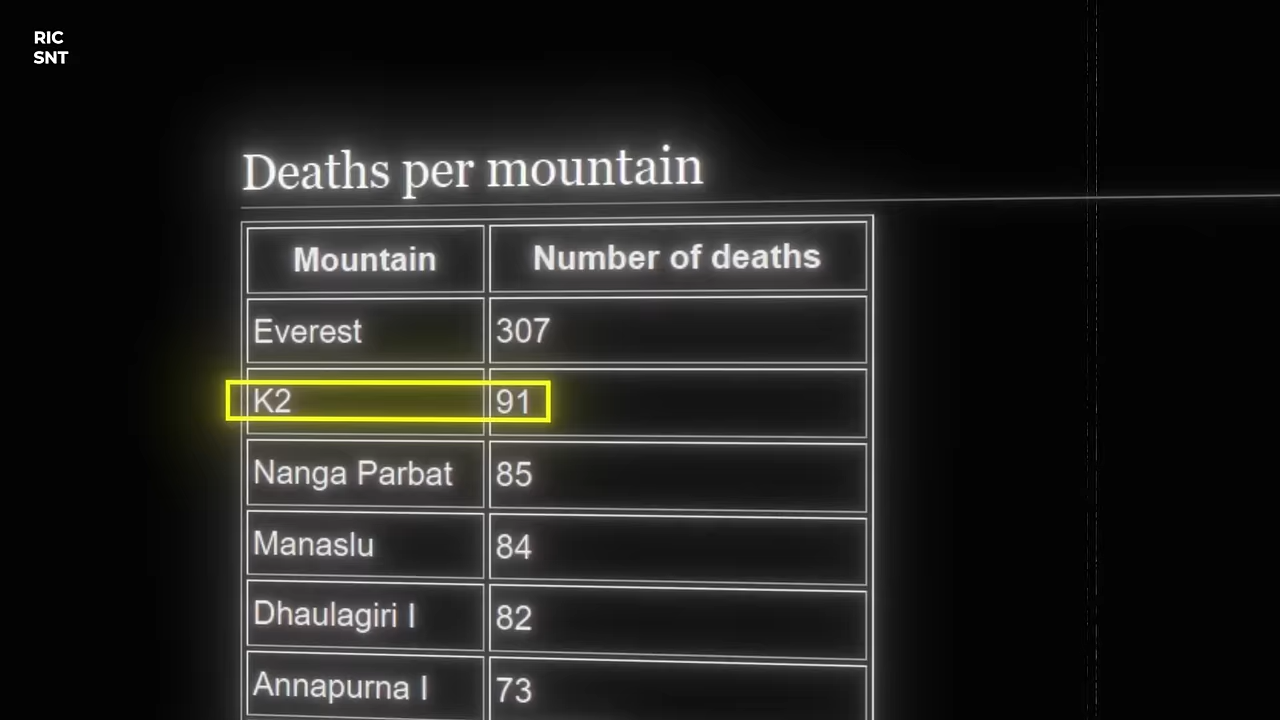 RIC
SNT
Deaths per mountain
Mountain Number of deaths
Everest 307
K2 91
Nanga Parbat 85
Manaslu 84
Dhaulagiri I 82
Annapurna I 73